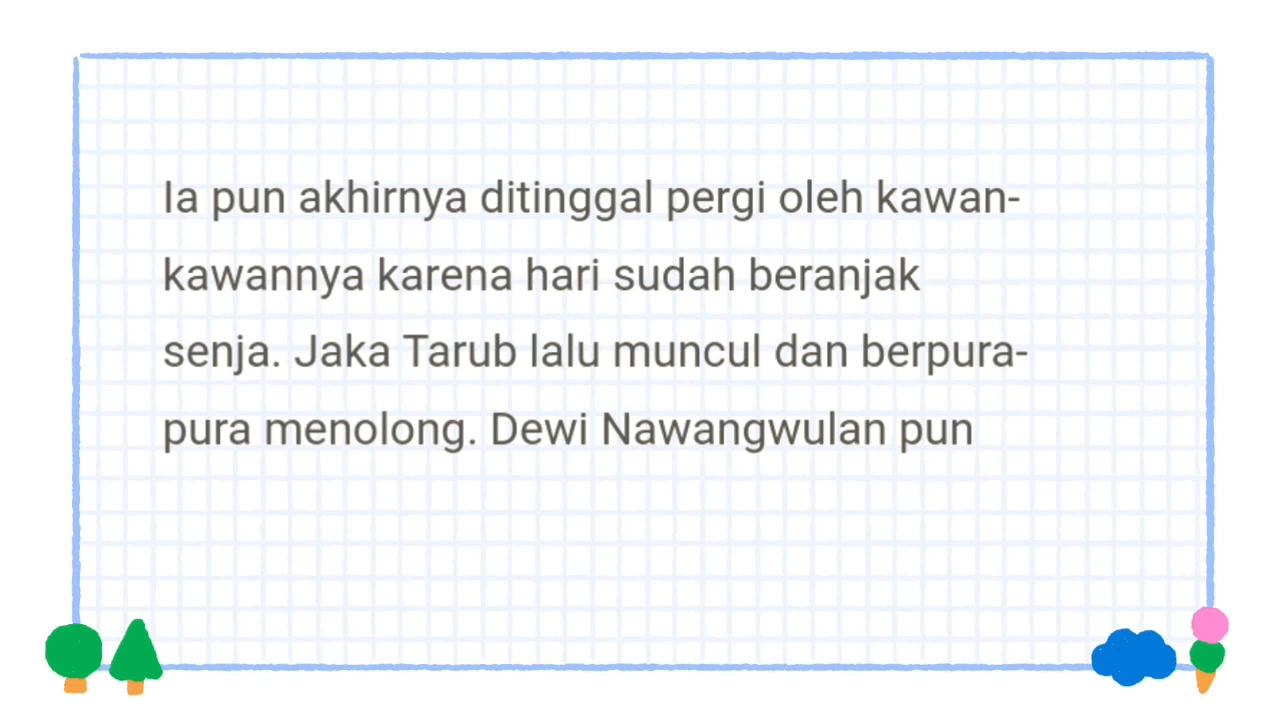 Ia pun akhirnya ditinggal pergi oleh kawan-
kawannya karena hari sudah beranjak
senja. Jaka Tarub lalu muncul dan berpura-
pura menolong. Dewi Nawangwulan pun